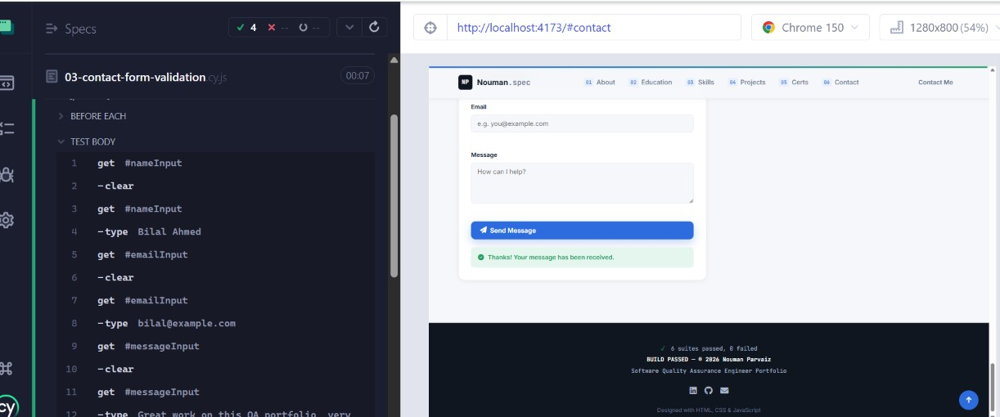 Specs
4 -- --
03-contact-form-validation.cy.js 00:07
BEFORE EACH
TEST BODY
1 get #nameInput
2 -clear
3 get #nameInput
4 -type Bilal Ahmed
5 get #emailInput
6 -clear
7 get #emailInput
8 -type bilal@example.com
9 get #messageInput
10 -clear
11 get #messageInput
12 -type Great work on this QA portfolio, very
cy
http://localhost:4173/#contact
Chrome 150
1280x800 (54%)
NP Nouman.spec
01 About 02 Education 03 Skills 04 Projects 05 Certs 06 Contact
Contact Me
Email
e.g. you@example.com
Message
How can I help?
Send Message
Thanks! Your message has been received.
✓ 6 suites passed, 0 failed
BUILD PASSED — © 2026 Nouman Parvaiz
Software Quality Assurance Engineer Portfolio
Designed with HTML, CSS & JavaScript